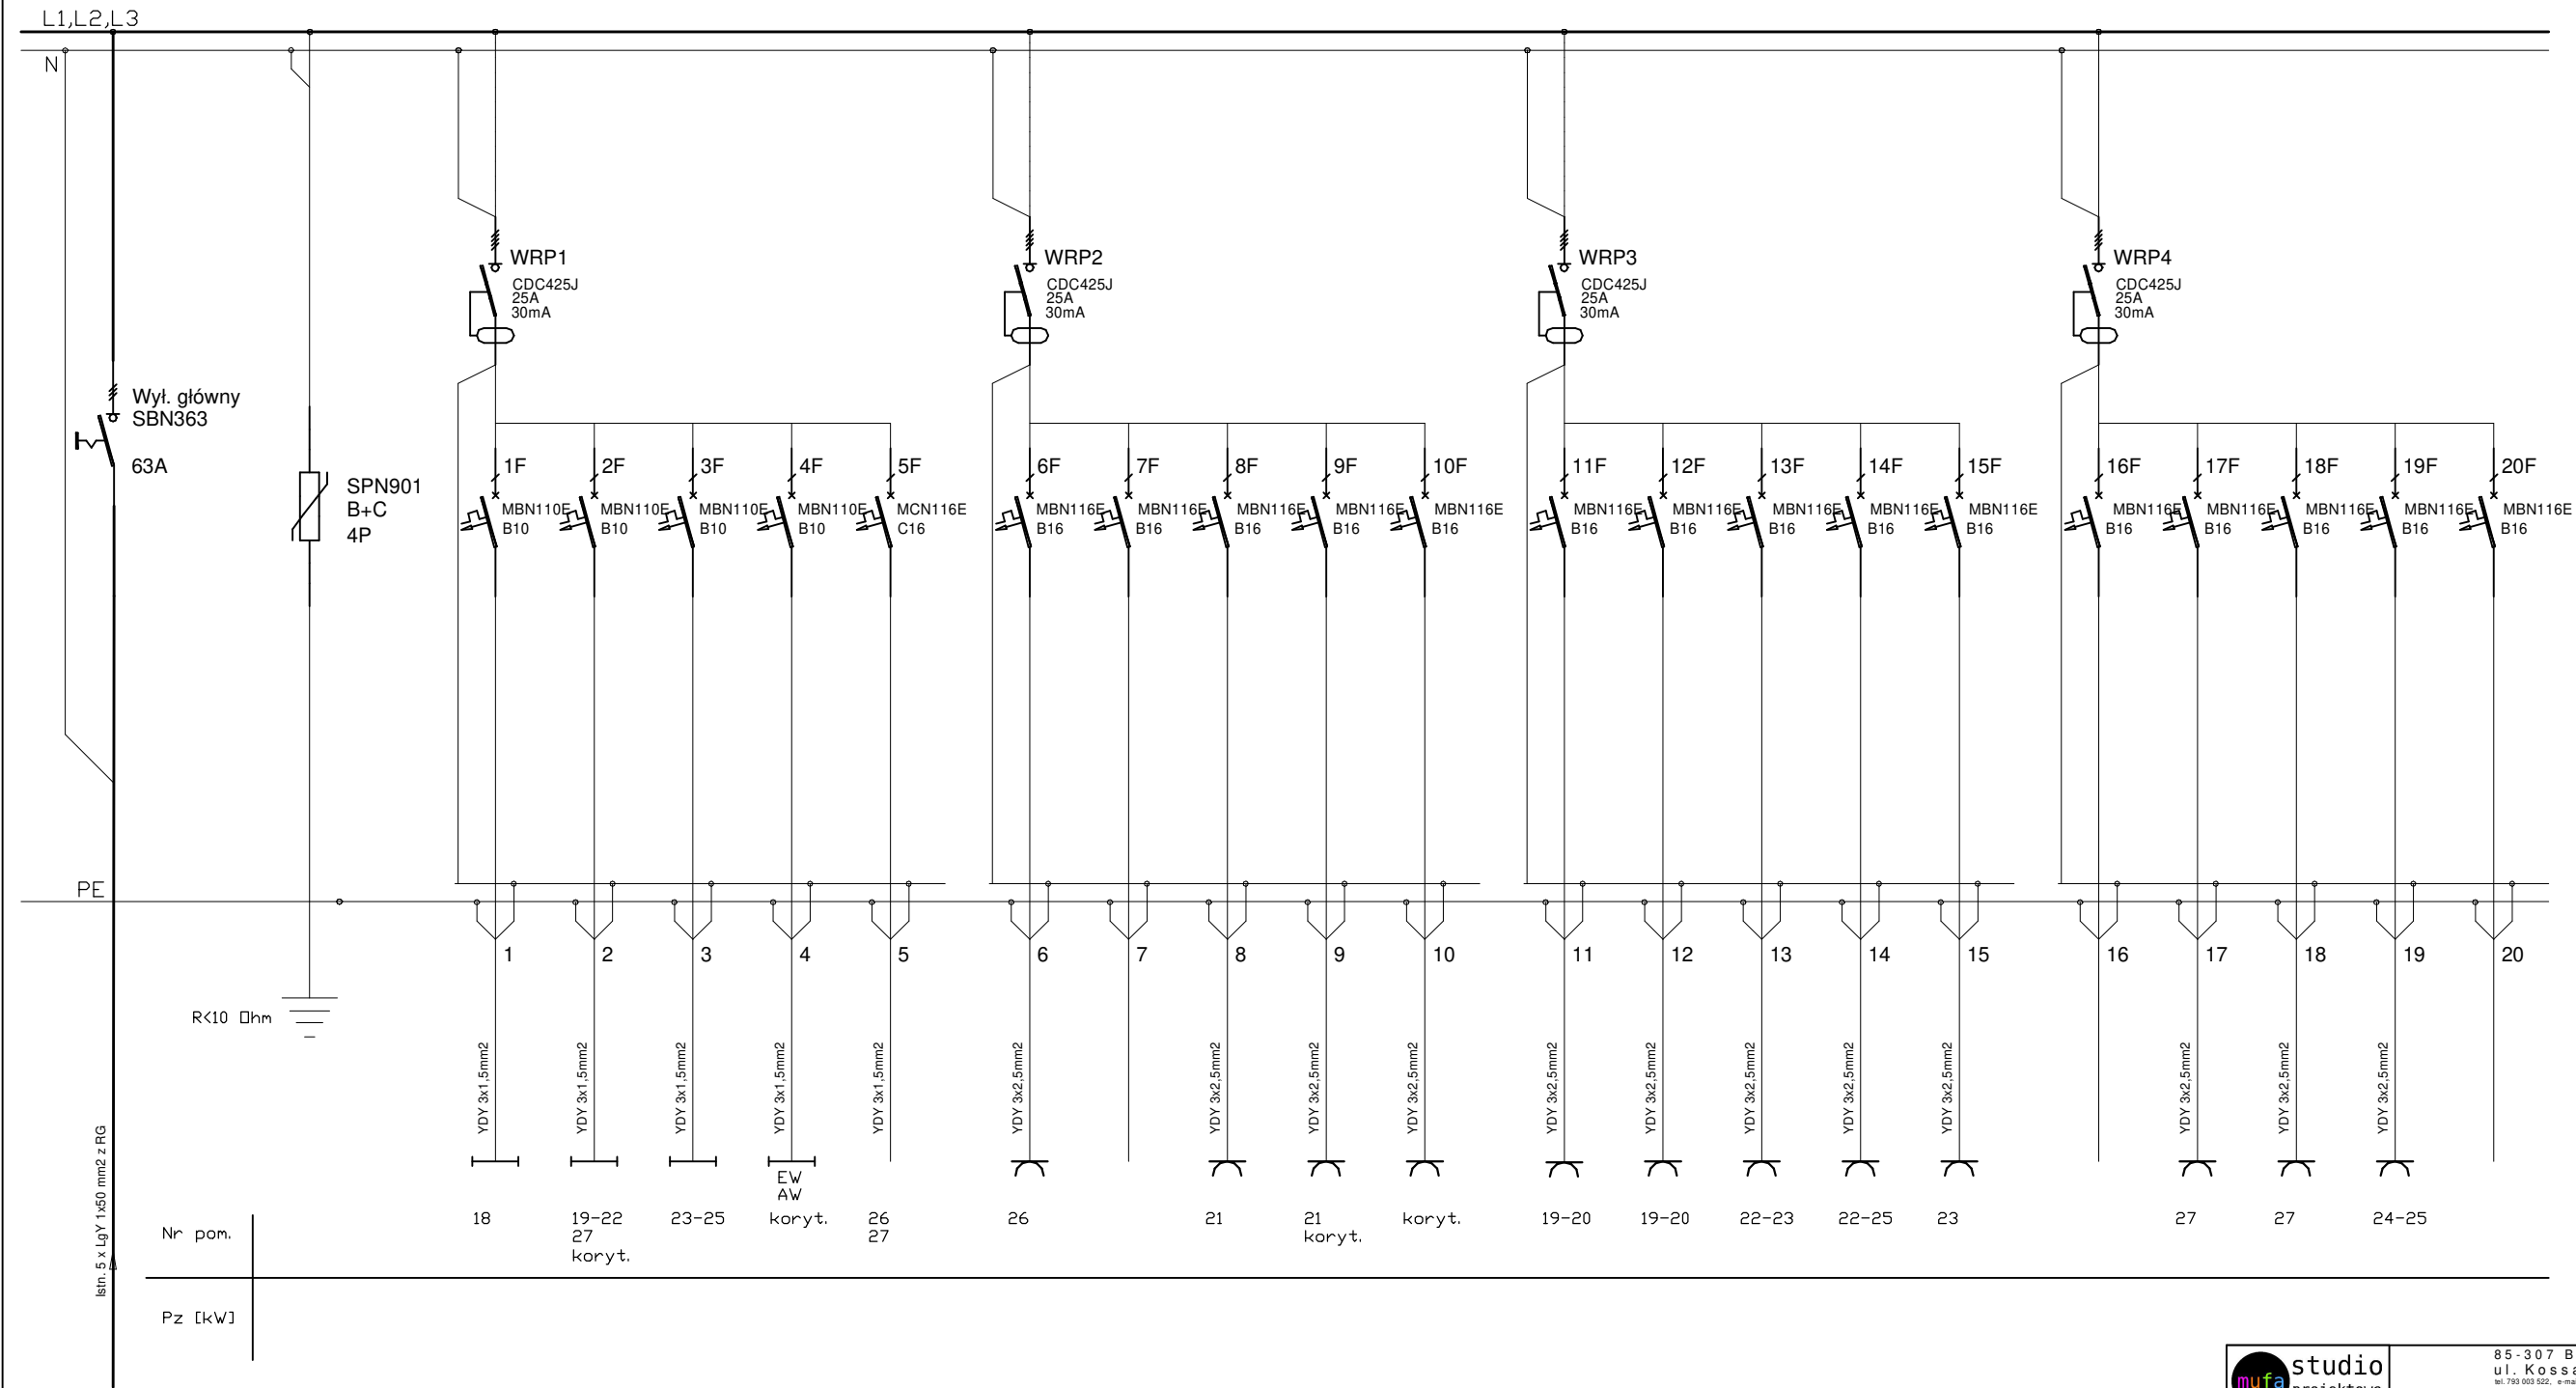 L1,L2,L3
N
WRP1
CDC425J
25A
30mA
WRP2
CDC425J
25A
30mA
WRP3
CDC425J
25A
30mA
WRP4
CDC425J
25A
30mA
Wył. główny
SBN363
63A
SPN901
B+C
4P
1F 2F 3F 4F 5F 6F 7F 8F 9F 10F 11F 12F 13F 14F 15F 16F 17F 18F 19F 20F
MBN110E MBN110E MBN110E MBN110E MCN116E MBN116E MBN116E MBN116E MBN116E MBN116E MBN116E MBN116E MBN116E MBN116E MBN116E MBN116E MBN116E MBN116E MBN116E MBN116E
B10 B10 B10 B10 C16 B16 B16 B16 B16 B16 B16 B16 B16 B16 B16 B16 B16 B16 B16 B16
PE
1 2 3 4 5 6 7 8 9 10 11 12 13 14 15 16 17 18 19 20
R<10 Ohm
YDY 3x1,5mm2
YDY 3x1,5mm2
YDY 3x1,5mm2
YDY 3x1,5mm2
YDY 3x1,5mm2
YDY 3x2,5mm2
YDY 3x2,5mm2
YDY 3x2,5mm2
YDY 3x2,5mm2
YDY 3x2,5mm2
YDY 3x2,5mm2
YDY 3x2,5mm2
YDY 3x2,5mm2
YDY 3x2,5mm2
YDY 3x2,5mm2
YDY 3x2,5mm2
YDY 3x2,5mm2
Istn. 5 x LgY 1x50 mm2 z RG
EW
AW
Nr pom.
18
19-22
27
koryt.
23-25
koryt.
26
27
26
21
21
koryt.
koryt.
19-20
19-20
22-23
22-25
23
27
27
24-25
Pz [kW]
mufa
studio
85-307 B
ul. Kossa
tel. 793 003 522,